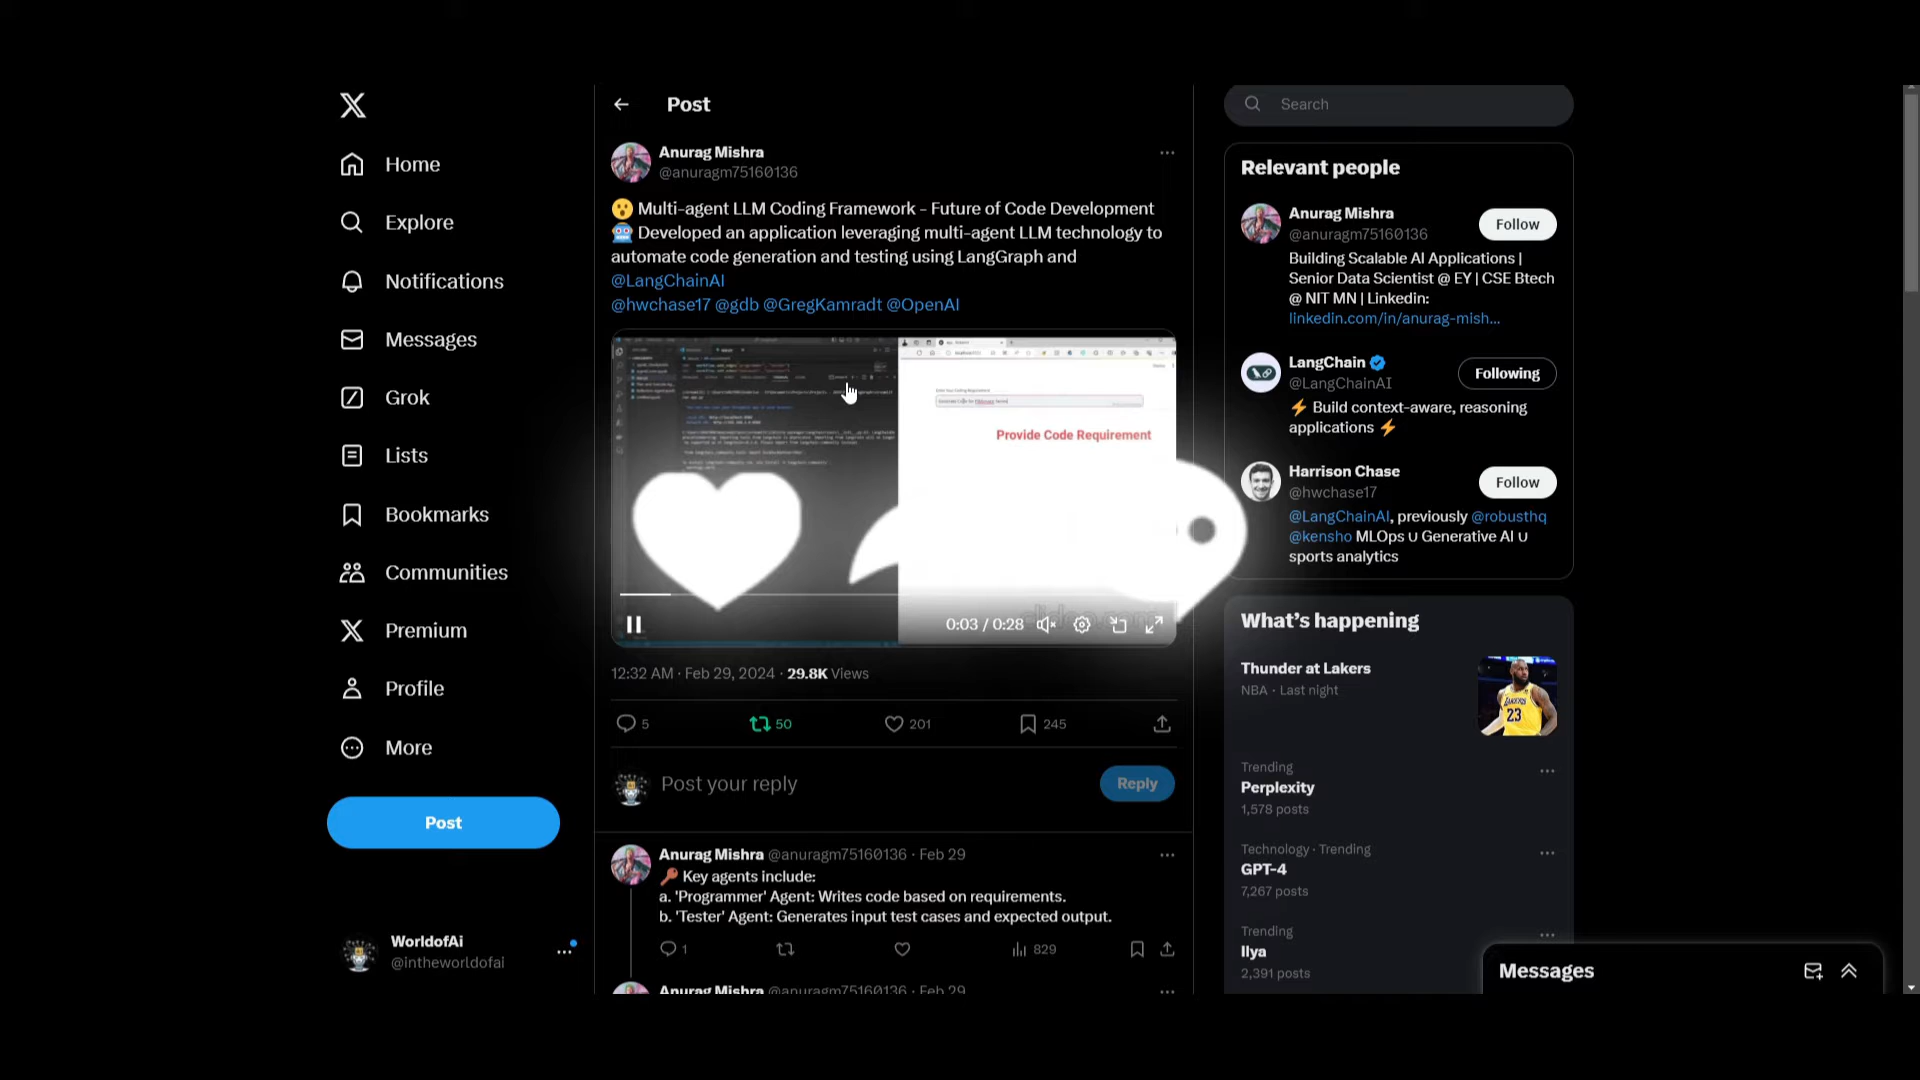 Home
Explore
Notifications
Messages
Grok
Lists
Bookmarks
Communities
Premium
Profile
More
Post
WorldofAi
@intheworldofai
Post
Anurag Mishra
@anuragm75160136
😮 Multi-agent LLM Coding Framework - Future of Code Development
🤖 Developed an application leveraging multi-agent LLM technology to
automate code generation and testing using LangGraph and
@LangChainAI
@hwchase17 @gdb @GregKamradt @OpenAI
Provide Code Requirement
0:03 / 0:28
12:32 AM · Feb 29, 2024 · 29.8K Views
5 50 201 245
Post your reply
Reply
Anurag Mishra @anuragm75160136 · Feb 29
🔑 Key agents include:
a. 'Programmer' Agent: Writes code based on requirements.
b. 'Tester' Agent: Generates input test cases and expected output.
1 829
Anurag Mishra @anuragm75160136 · Feb 29
Search
Relevant people
Anurag Mishra
@anuragm75160136
Follow
Building Scalable AI Applications |
Senior Data Scientist @ EY | CSE Btech
@ NIT MN | Linkedin:
linkedin.com/in/anurag-mish...
LangChain
@LangChainAI
Following
⚡ Build context-aware, reasoning
applications ⚡
Harrison Chase
@hwchase17
Follow
@LangChainAI, previously @robusthq
@kensho MLOps ∪ Generative AI ∪
sports analytics
What's happening
Thunder at Lakers
NBA · Last night
Trending
Perplexity
1,578 posts
Technology · Trending
GPT-4
7,267 posts
Trending
Ilya
2,391 posts
Messages